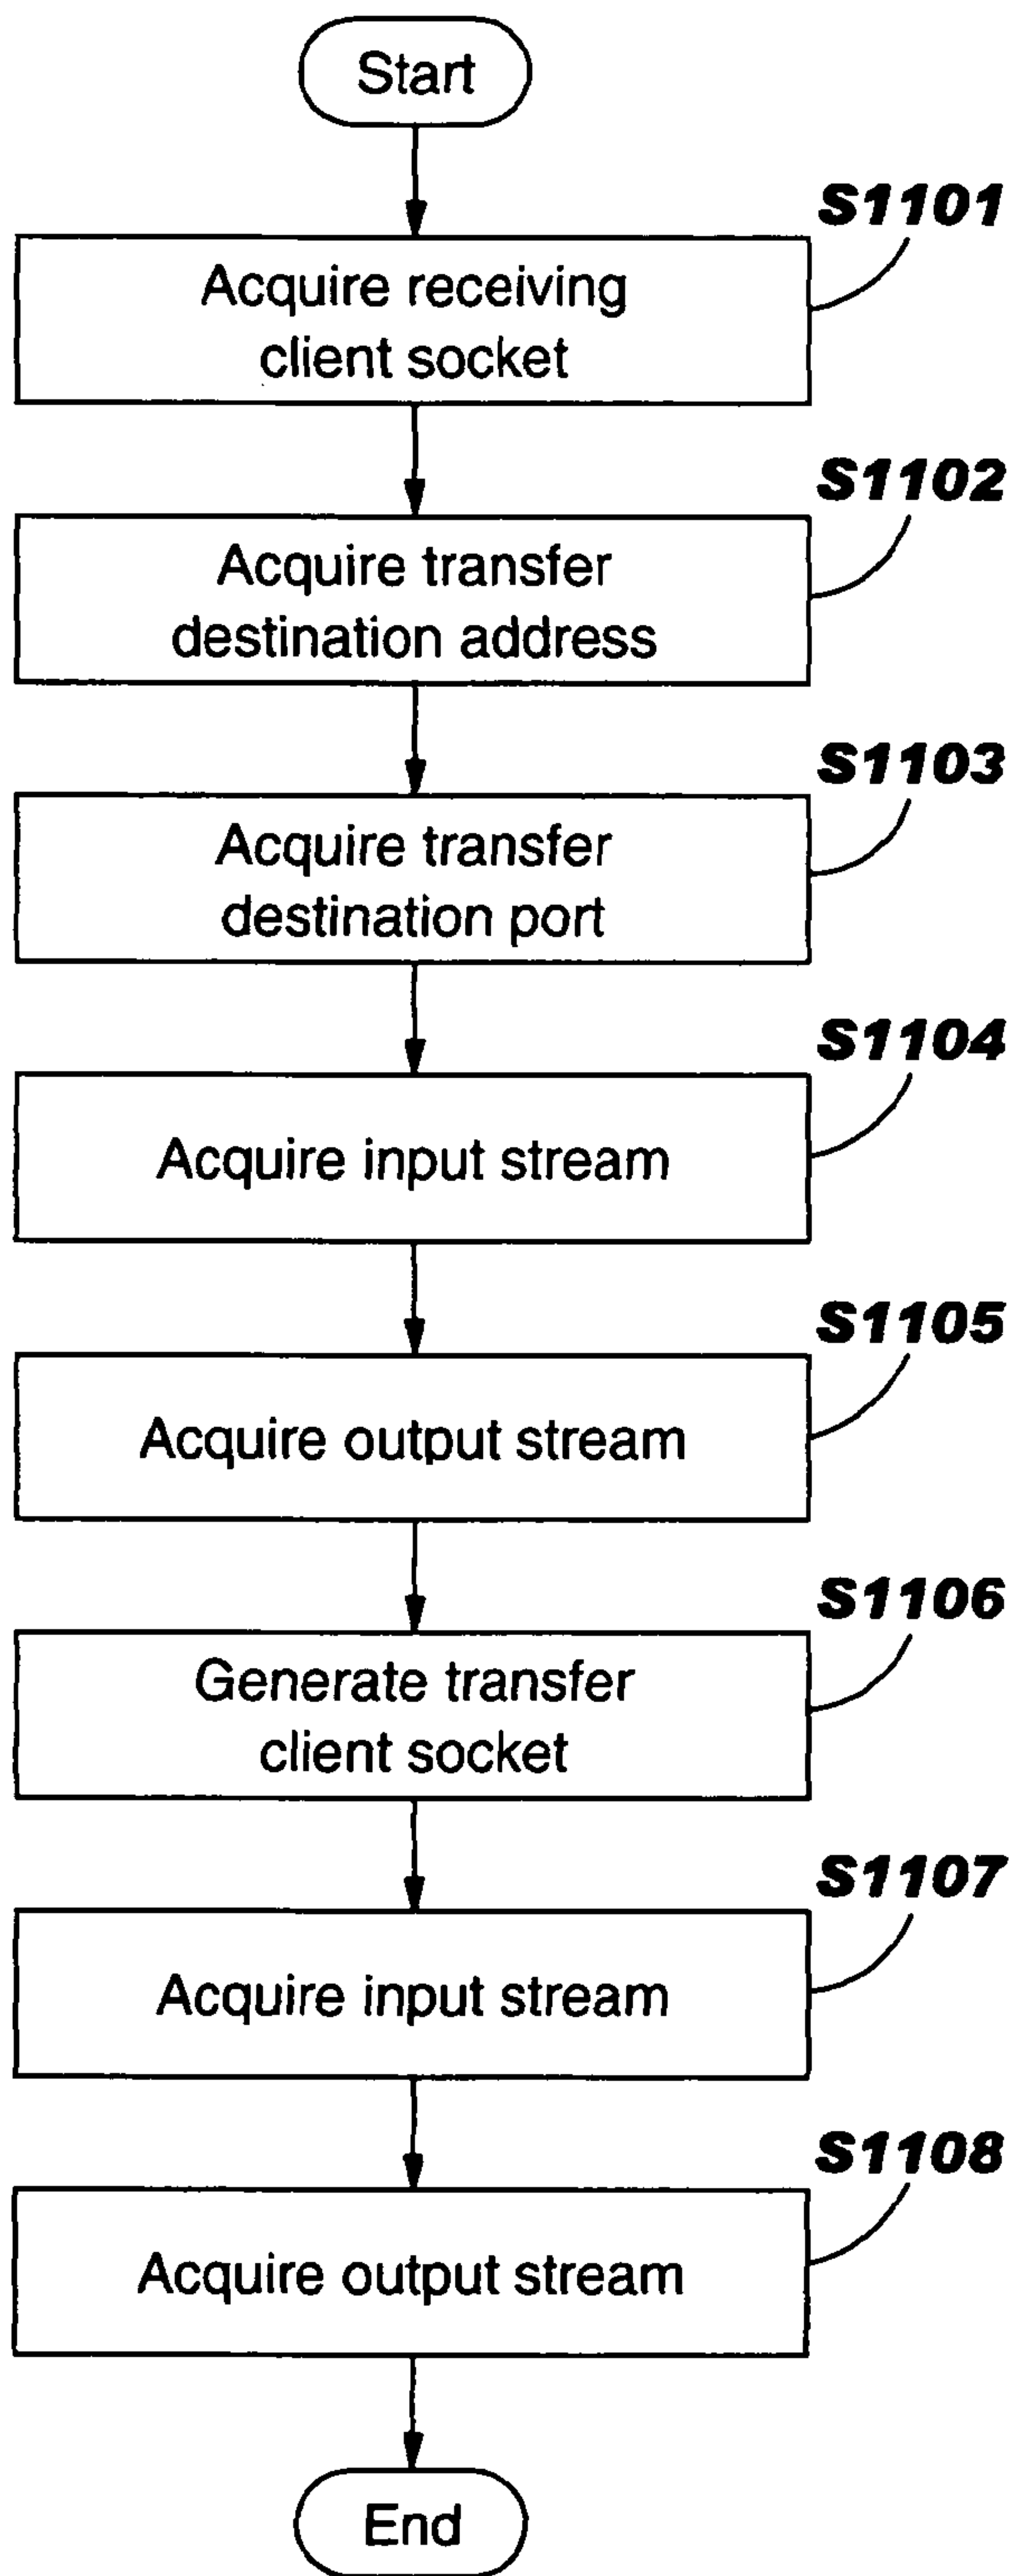 Start
S1101
Acquire receiving
client socket
S1102
Acquire transfer
destination address
S1103
Acquire transfer
destination port
S1104
Acquire input stream
S1105
Acquire output stream
S1106
Generate transfer
client socket
S1107
Acquire input stream
S1108
Acquire output stream
End